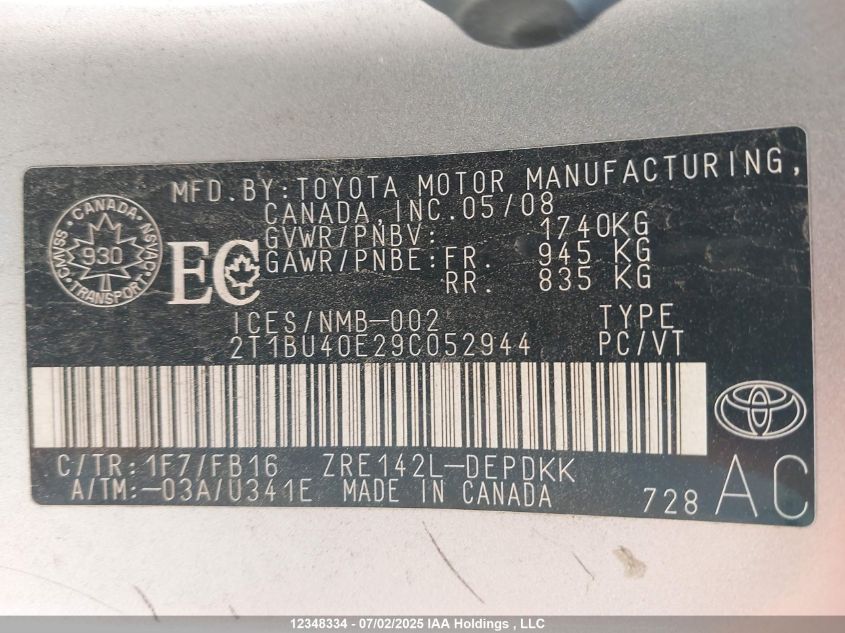 MFD.BY:TOYOTA MOTOR MANUFACTURING,
CANADA,INC.05/08
GVWR/PNBV: 1740KG
GAWR/PNBE:FR. 945 KG
RR. 835 KG
CANADA
CMVSS 930 NSVAC
TRANSPORT
EC
ICES/NMB-002 TYPE
2T1BU40E29C052944 PC/VT
C/TR:1F7/FB16 ZRE142L-DEPDKK
A/TM:-03A/U341E MADE IN CANADA
728 AC
12348334 - 07/02/2025 IAA Holdings , LLC